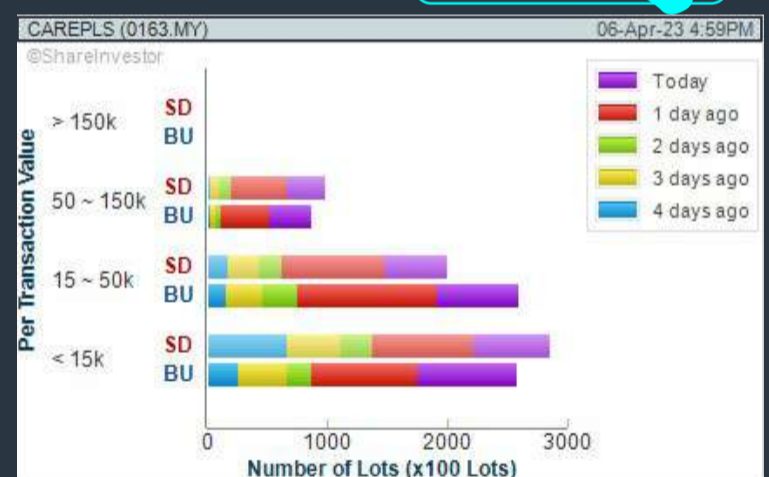 CAREPLS (0163.MY) 06-Apr-23 4:59PM
©ShareInvestor
Today
1 day ago
2 days ago
3 days ago
4 days ago
Per Transaction Value
> 150k SD
BU
50 ~ 150k SD
BU
15 ~ 50k SD
BU
< 15k SD
BU
0 1000 2000 3000
Number of Lots (x100 Lots)